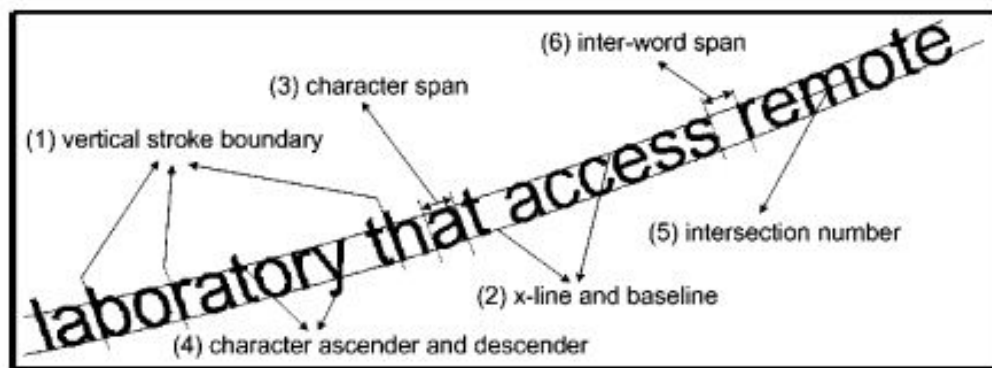 (6) inter-word span
(3) character span
(1) vertical stroke boundary
laboratory that access remote
(5) intersection number
(2) x-line and baseline
(4) character ascender and descender